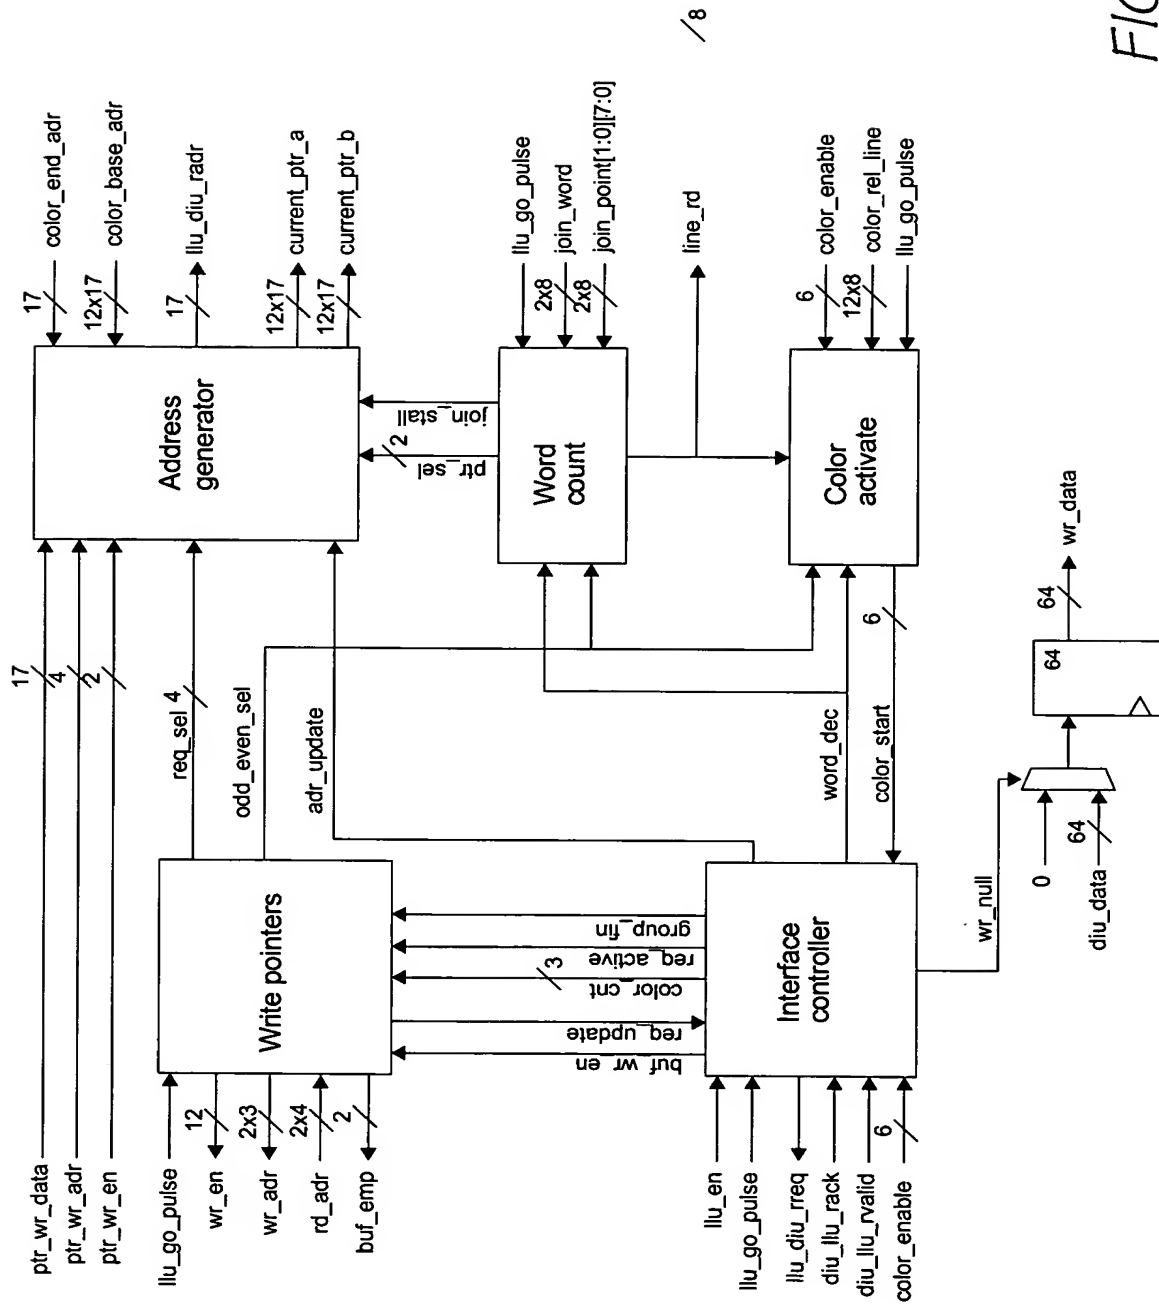 FIG
/8
color_end_adr
17
color_base_adr
12x17
llu_diu_radr
17
current_ptr_a
12x17
current_ptr_b
12x17
Address
generator
ptr_wr_data
17
ptr_wr_adr
4
ptr_wr_en
2
req_sel
4
odd_even_sel
adr_update
join_stall
ptr_sel
2
Word
count
llu_go_pulse
join_word
2x8
join_point[1:0][7:0]
2x8
line_rd
Write pointers
llu_go_pulse
wr_en
12
wr_adr
2x3
rd_adr
2x4
buf_emp
2
group_fin
req_active
color_cnt
3
req_update
buf_wr_en
Color
activate
color_enable
6
color_rel_line
12x8
llu_go_pulse
word_dec
color_start
6
Interface
controller
llu_en
llu_go_pulse
llu_diu_rreq
diu_llu_rack
diu_llu_rvalid
color_enable
6
wr_null
0
diu_data
64
64
64
wr_data